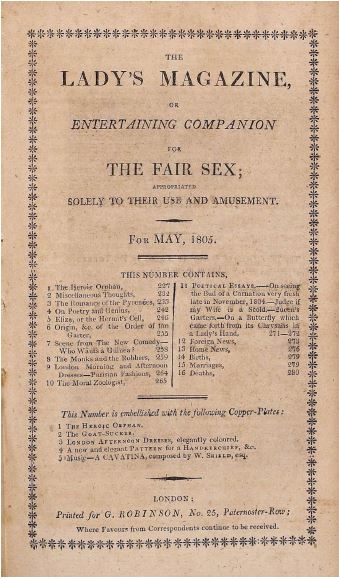 THE
LADY'S MAGAZINE,
OR
ENTERTAINING COMPANION
FOR
THE FAIR SEX;
APPROPRIATED
SOLELY TO THEIR USE AND AMUSEMENT.
FOR MAY, 1805.
THIS NUMBER CONTAINS,
1 The Heroic Orphan, 227
2 Miscellaneous Thoughts, 232
3 The Romance of the Pyrenées, 233
4 On Poetry and Genius, 242
5 Eliza, or the Hermit's Cell, 246
6 Origin, &c. of the Order of the
Garter, 255
7 Scene from The New Comedy—
Who Wants a Guinea? 258
8 The Monks and the Robbers, 259
9 London Morning and Afternoon
Dresses—Parisian Fashions, 264
10 The Moral Zoologist, 265
11 POETICAL ESSAYS.—On seeing
the Bud of a Carnation very fresh
late in November, 1804.—Judge if
my Wife is a Scold.—Queen's
Garters.—On a Butterfly which
came forth from its Chrysalis in
a Lady's Hand, 271—272
12 Foreign News, 273
13 Home News, 276
14 Births, 279
15 Marriages, 279
16 Deaths, 280
This Number is embellished with the following Copper-Plates:
1 THE HEROIC ORPHAN.
2 THE GOAT-SUCKER.
3 LONDON AFTERNOON DRESSES, elegantly coloured.
4 A new and elegant PATTERN for a HANDKERCHIEF, &c.
5 Music—A CAVATINA, composed by W. SHIELD, esq.
LONDON:
Printed for G. ROBINSON, No. 25, Paternoster-Row;
Where Favours from Correspondents continue to be received.